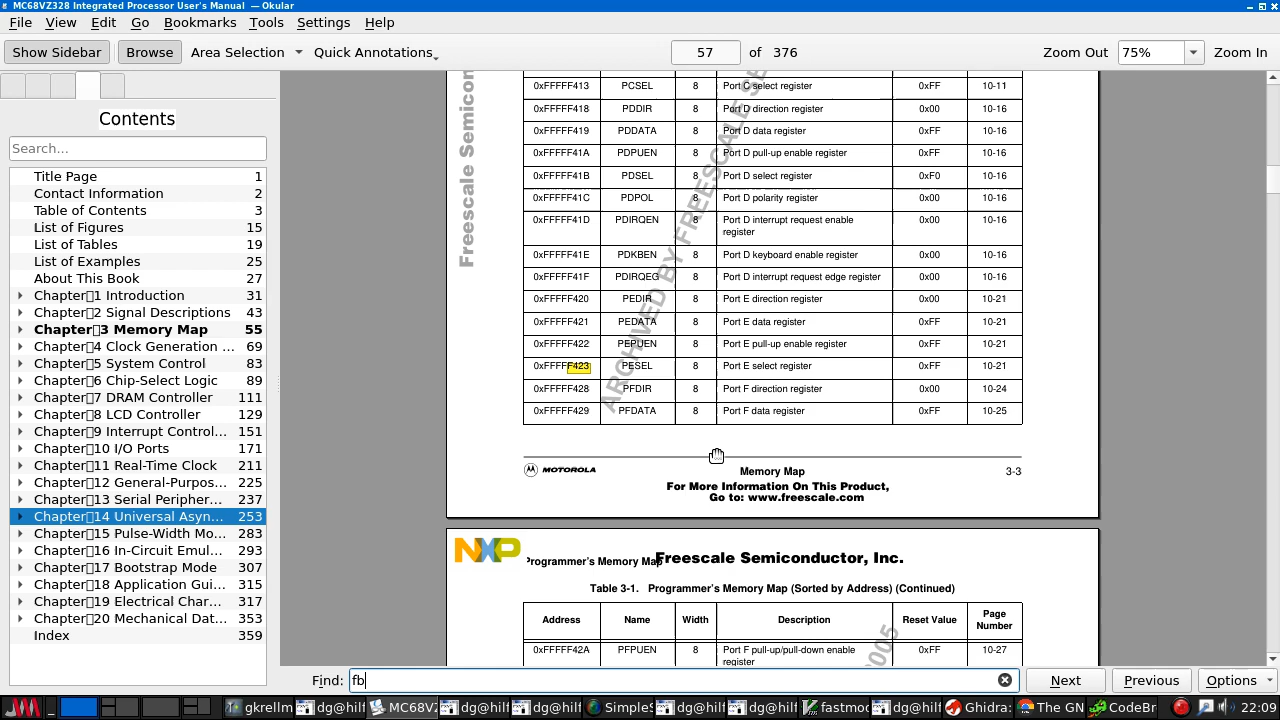 MC68VZ328 Integrated Processor User's Manual — Okular
File View Edit Go Bookmarks Tools Settings Help
Show Sidebar Browse Area Selection Quick Annotations 57 of 376 Zoom Out 75% Zoom In
Contents
Search...
Title Page 1
Contact Information 2
Table of Contents 3
List of Figures 15
List of Tables 19
List of Examples 25
About This Book 27
Chapter▯1 Introduction 31
Chapter▯2 Signal Descriptions 43
Chapter▯3 Memory Map 55
Chapter▯4 Clock Generation ... 69
Chapter▯5 System Control 83
Chapter▯6 Chip-Select Logic 89
Chapter▯7 DRAM Controller 111
Chapter▯8 LCD Controller 129
Chapter▯9 Interrupt Control... 151
Chapter▯10 I/O Ports 171
Chapter▯11 Real-Time Clock 211
Chapter▯12 General-Purpos... 225
Chapter▯13 Serial Peripher... 237
Chapter▯14 Universal Asyn... 253
Chapter▯15 Pulse-Width Mo... 283
Chapter▯16 In-Circuit Emul... 293
Chapter▯17 Bootstrap Mode 307
Chapter▯18 Application Gui... 315
Chapter▯19 Electrical Char... 317
Chapter▯20 Mechanical Dat... 353
Index 359
Freescale Semicon
ARCHIVED BY FREESCALE SE
0xFFFFF413 PCSEL 8 Port C select register 0xFF 10-11
0xFFFFF418 PDDIR 8 Port D direction register 0x00 10-16
0xFFFFF419 PDDATA 8 Port D data register 0xFF 10-16
0xFFFFF41A PDPUEN 8 Port D pull-up enable register 0xFF 10-16
0xFFFFF41B PDSEL 8 Port D select register 0xF0 10-16
0xFFFFF41C PDPOL 8 Port D polarity register 0x00 10-16
0xFFFFF41D PDIRQEN 8 Port D interrupt request enable 0x00 10-16
register
0xFFFFF41E PDKBEN 8 Port D keyboard enable register 0x00 10-16
0xFFFFF41F PDIRQEG 8 Port D interrupt request edge register 0x00 10-16
0xFFFFF420 PEDIR 8 Port E direction register 0x00 10-21
0xFFFFF421 PEDATA 8 Port E data register 0xFF 10-21
0xFFFFF422 PEPUEN 8 Port E pull-up enable register 0xFF 10-21
0xFFFFF423 PESEL 8 Port E select register 0xFF 10-21
0xFFFFF428 PFDIR 8 Port F direction register 0x00 10-24
0xFFFFF429 PFDATA 8 Port F data register 0xFF 10-25
MOTOROLA Memory Map 3-3
For More Information On This Product,
Go to: www.freescale.com
NXP Programmer's Memory Map Freescale Semiconductor, Inc.
Table 3-1. Programmer's Memory Map (Sorted by Address) (Continued)
Address Name Width Description Reset Value Page Number
0xFFFFF42A PFPUEN 8 Port F pull-up/pull-down enable 0xFF 10-27
register
2005
Find: fb Next Previous Options
gkrellm dg@hilf MC68VZ dg@hilf dg@hilf SimpleS dg@hilf dg@hilf fastmo dg@hilf Ghidra: The GN CodeBr 22:09